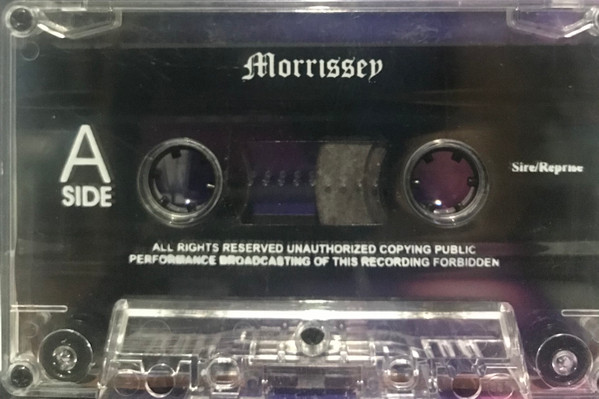 Morrissey
A
SIDE
Sire/Reprise
ALL RIGHTS RESERVED UNAUTHORIZED COPYING PUBLIC
PERFORMANCE BROADCASTING OF THIS RECORDING FORBIDDEN